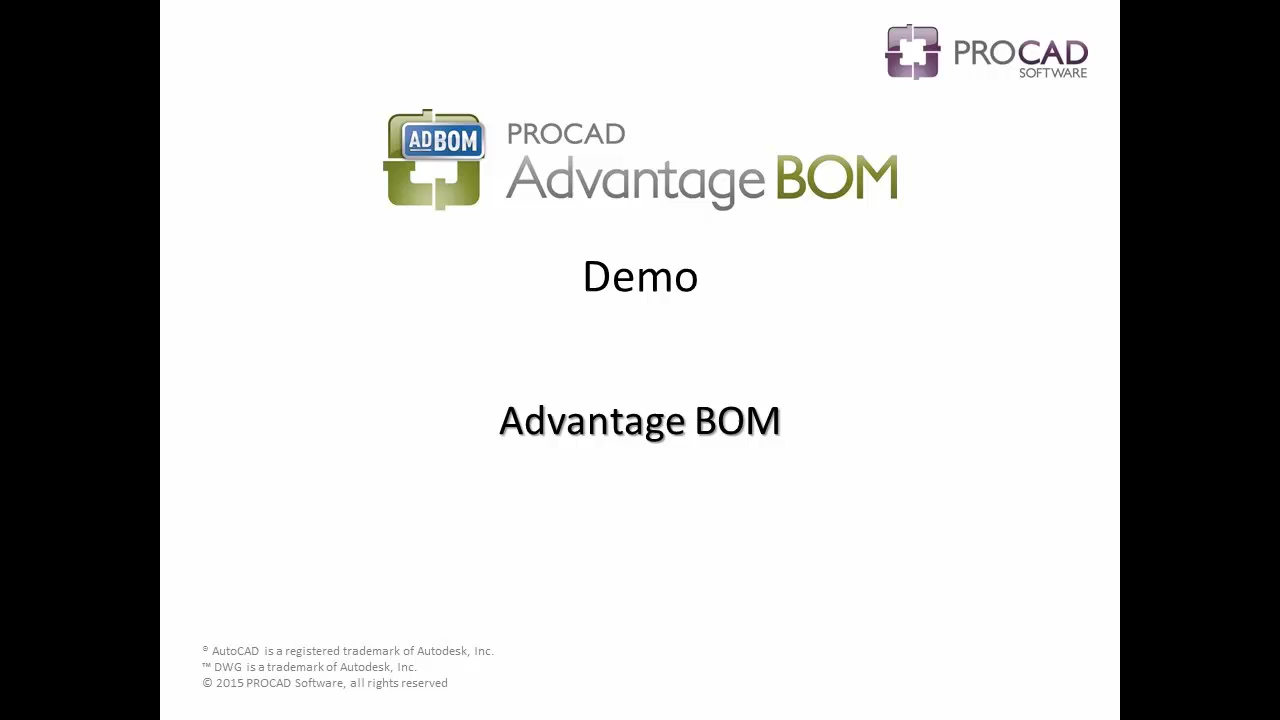 PROCAD
SOFTWARE
ADBOM
PROCAD
Advantage BOM
Demo
Advantage BOM
® AutoCAD is a registered trademark of Autodesk, Inc.
™ DWG is a trademark of Autodesk, Inc.
© 2015 PROCAD Software, all rights reserved